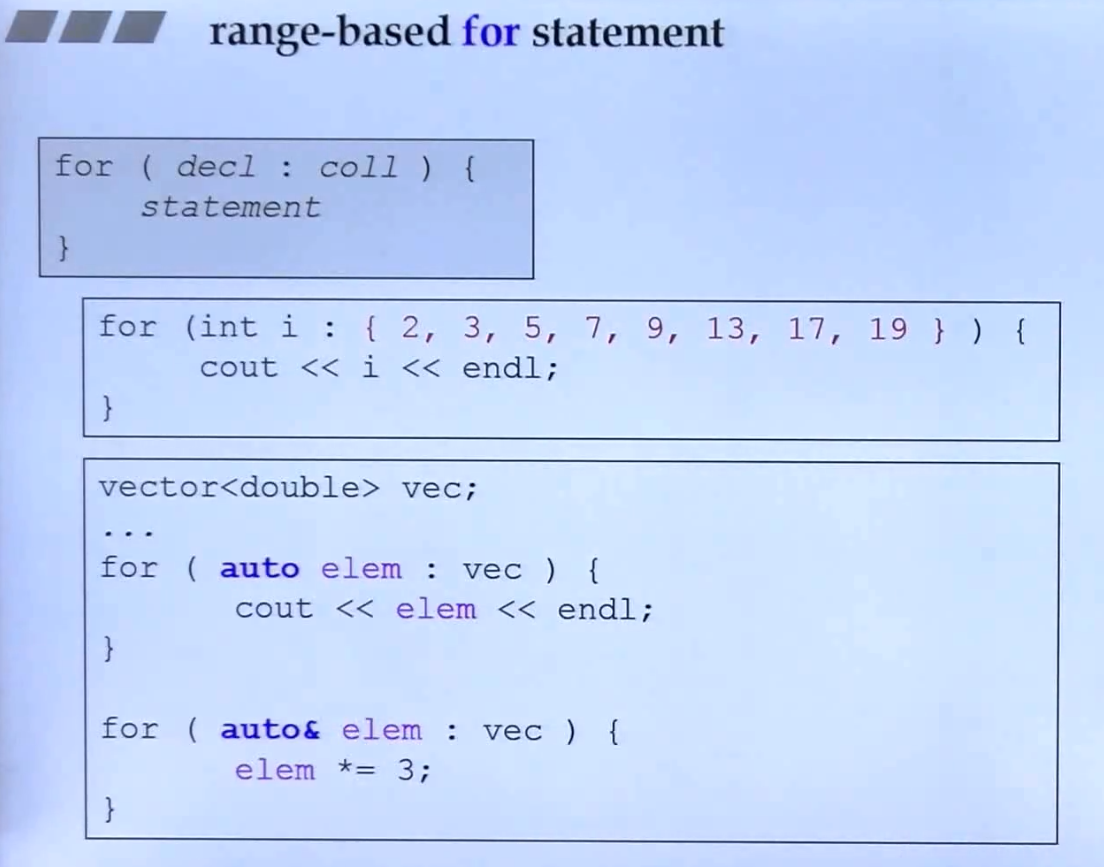 range-based for statement
for ( decl : coll ) {
statement
}
for (int i : { 2, 3, 5, 7, 9, 13, 17, 19 } ) {
cout << i << endl;
}
vector<double> vec;
...
for ( auto elem : vec ) {
cout << elem << endl;
}
for ( auto& elem : vec ) {
elem *= 3;
}